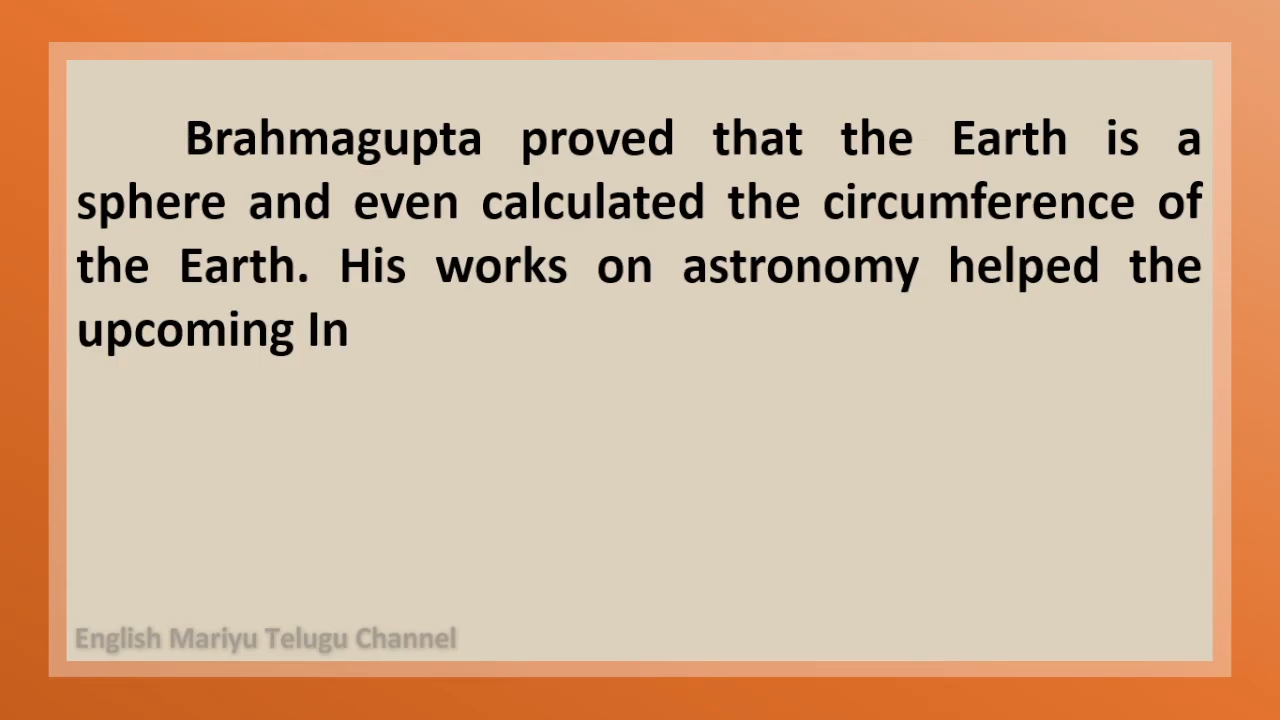 Brahmagupta proved that the Earth is a
sphere and even calculated the circumference of
the Earth. His works on astronomy helped the
upcoming In
English Mariyu Telugu Channel